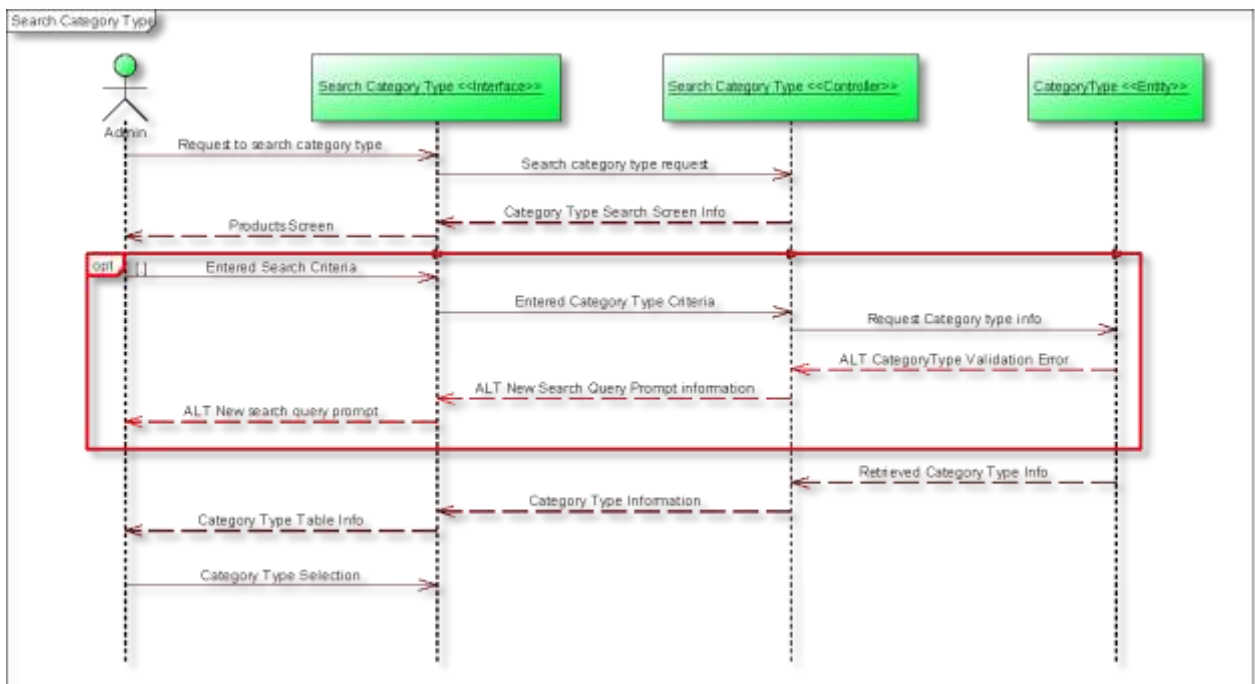 Search Category Type
Search Category Type <<Interface>>
Search Category Type <<Controller>>
CategoryType <<Entity>>
Admin
Request to search category type
Search category type request
Category Type Search Screen Info
ProductsScreen
opt
[.]
Entered Search Criteria
Entered Category Type Criteria
Request Category type info
ALT CategoryType Validation Error
ALT New Search Query Prompt information
ALT New search query prompt
Retrieved Category Type Info
Category Type Information
Category Type Table Info
Category Type Selection